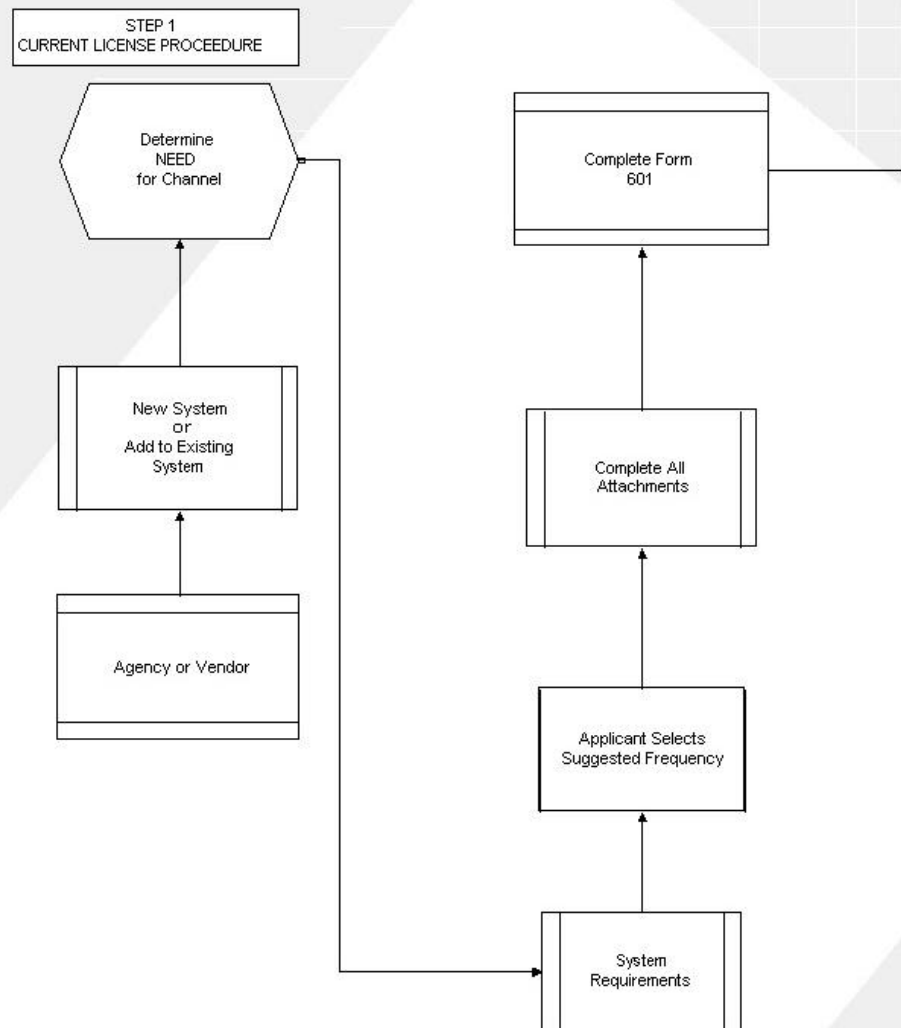 STEP 1
CURRENT LICENSE PROCEEDURE
Determine
NEED
for Channel
New System
or
Add to Existing
System
Agency or Vendor
Complete Form
601
Complete All
Attachments
Applicant Selects
Suggested Frequency
System
Requirements